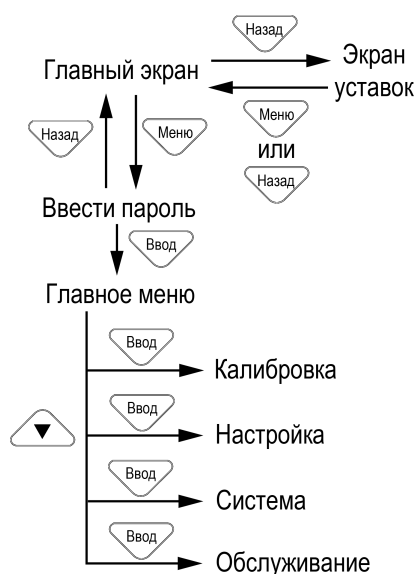 Назад
Главный экран
Экран
уставок
Назад
Меню
Меню
или
Назад
Ввести пароль
Ввод
Главное меню
Ввод
Калибровка
Ввод
Настройка
Ввод
Система
Ввод
Обслуживание